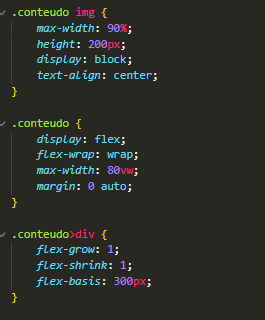 .conteudo img {
max-width: 90%;
height: 200px;
display: block;
text-align: center;
}
.conteudo {
display: flex;
flex-wrap: wrap;
max-width: 80vw;
margin: 0 auto;
}
.conteudo>div {
flex-grow: 1;
flex-shrink: 1;
flex-basis: 300px;
}